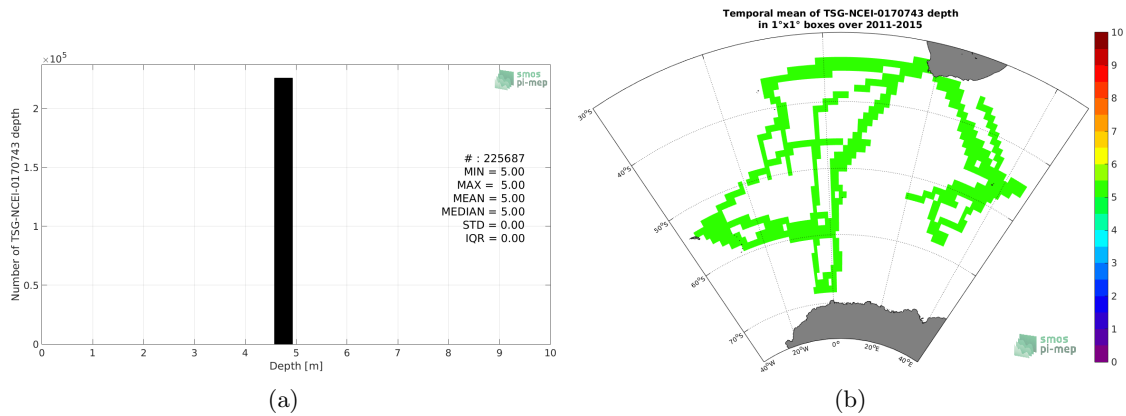 ×10⁵
2
1.5
1
0.5
0
0 1 2 3 4 5 6 7 8 9 10
Number of TSG-NCEI-0170743 depth
Depth [m]
smos
pi-mep
# : 225687
MIN = 5.00
MAX = 5.00
MEAN = 5.00
MEDIAN = 5.00
STD = 0.00
IQR = 0.00
(a)
Temporal mean of TSG-NCEI-0170743 depth
in 1°x1° boxes over 2011-2015
30°S
40°S
50°S
60°S
70°S
40°W
20°W
0°
20°E
40°E
10
9
8
7
6
5
4
3
2
1
0
smos
pi-mep
(b)